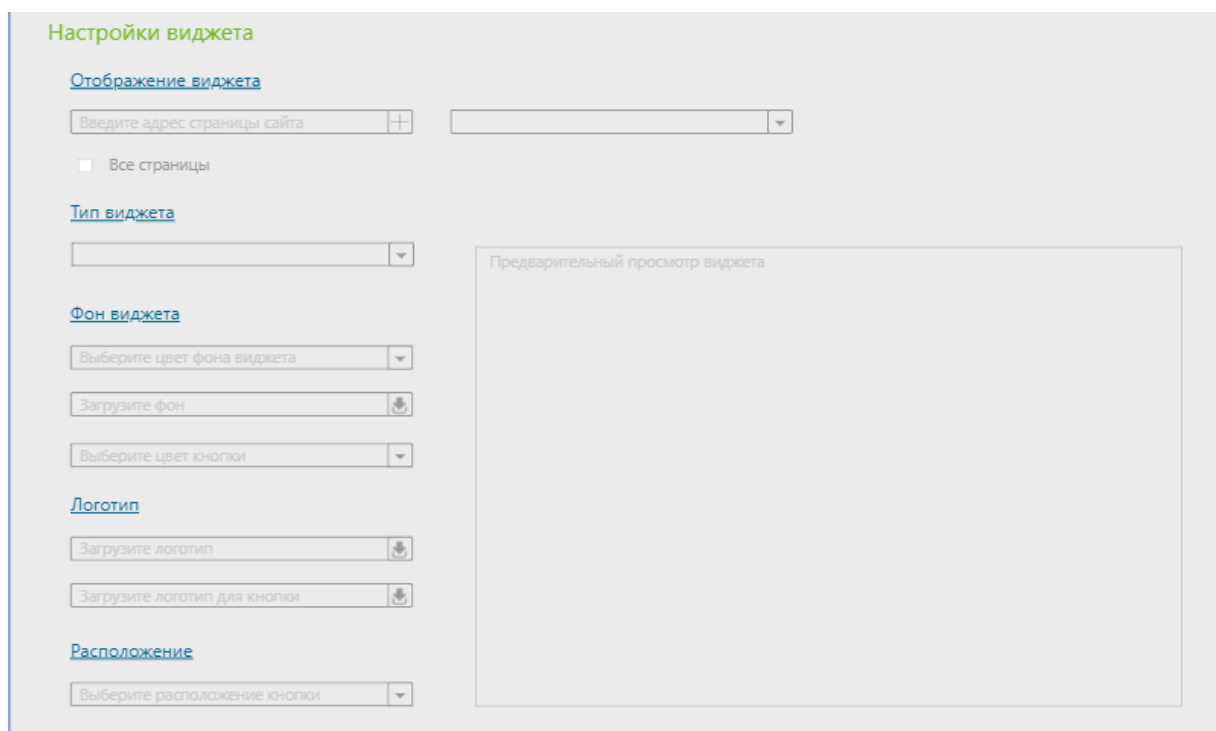 Настройки виджета
Отображение виджета
Введите адрес страницы сайта
Все страницы
Тип виджета
Предварительный просмотр виджета
Фон виджета
Выберите цвет фона виджета
Загрузите фон
Выберите цвет кнопки
Логотип
Загрузите логотип
Загрузите логотип для кнопки
Расположение
Выберите расположение кнопки